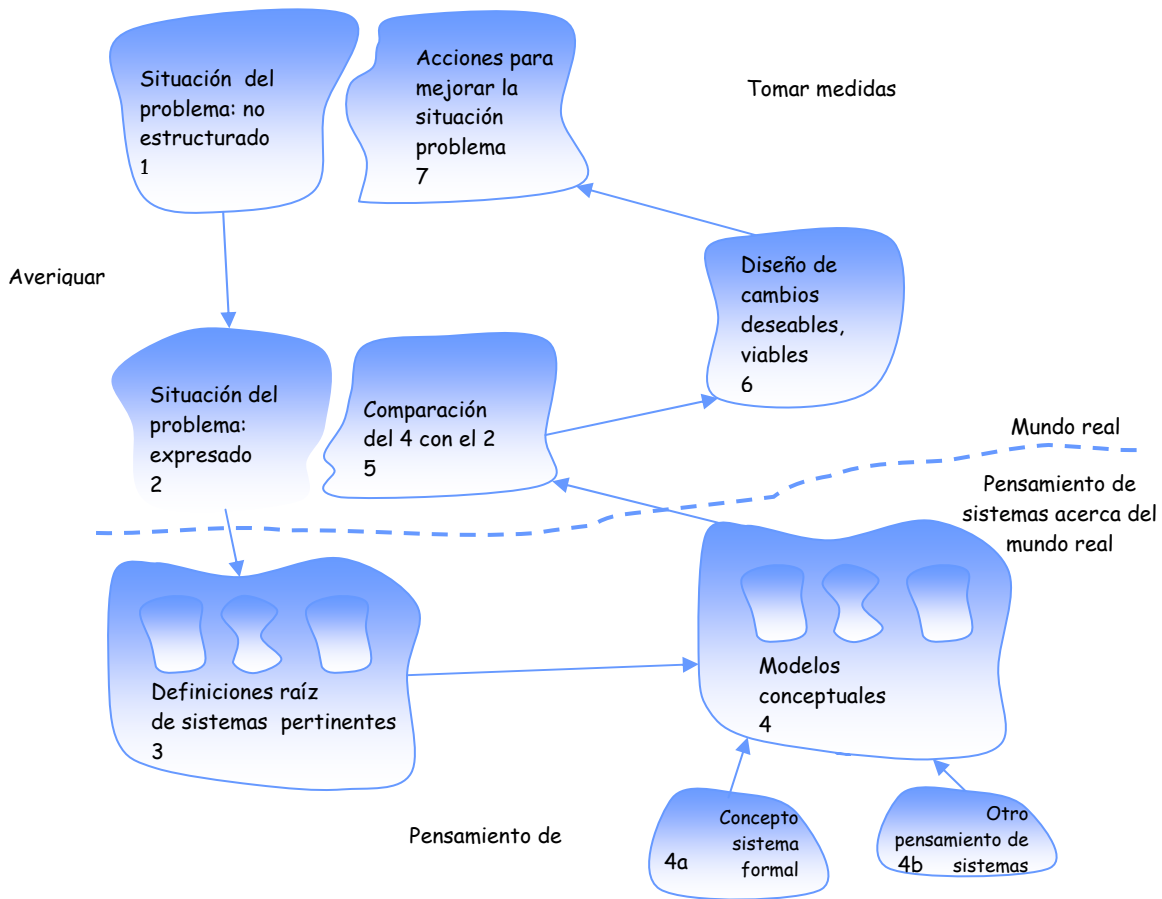 Situación del
problema: no
estructurado
1
Acciones para
mejorar la
situación
problema
7
Tomar medidas
Averiguar
Diseño de
cambios
deseables,
viables
6
Situación del
problema:
expresado
2
Comparación
del 4 con el 2
5
Mundo real
Pensamiento de
sistemas acerca del
mundo real
Definiciones raíz
de sistemas pertinentes
3
Modelos
conceptuales
4
Pensamiento de
Concepto
sistema
4a formal
Otro
pensamiento de
4b sistemas